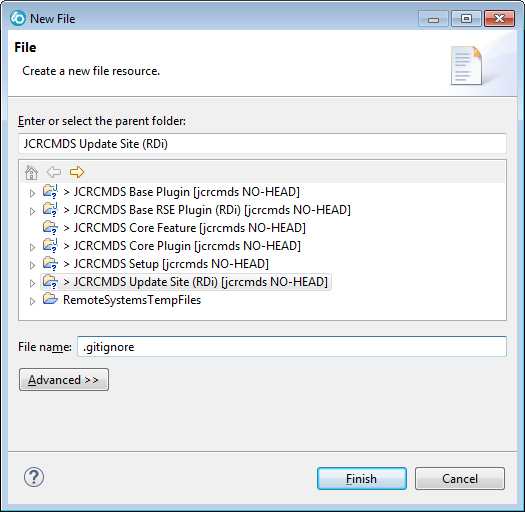 New File
File
Create a new file resource.
Enter or select the parent folder:
JCRCMDS Update Site (RDi)
> JCRCMDS Base Plugin [jcrcmds NO-HEAD]
> JCRCMDS Base RSE Plugin (RDi) [jcrcmds NO-HEAD]
> JCRCMDS Core Feature [jcrcmds NO-HEAD]
> JCRCMDS Core Plugin [jcrcmds NO-HEAD]
> JCRCMDS Setup [jcrcmds NO-HEAD]
> JCRCMDS Update Site (RDi) [jcrcmds NO-HEAD]
RemoteSystemsTempFiles
File name: .gitignore
Advanced >>
Finish Cancel